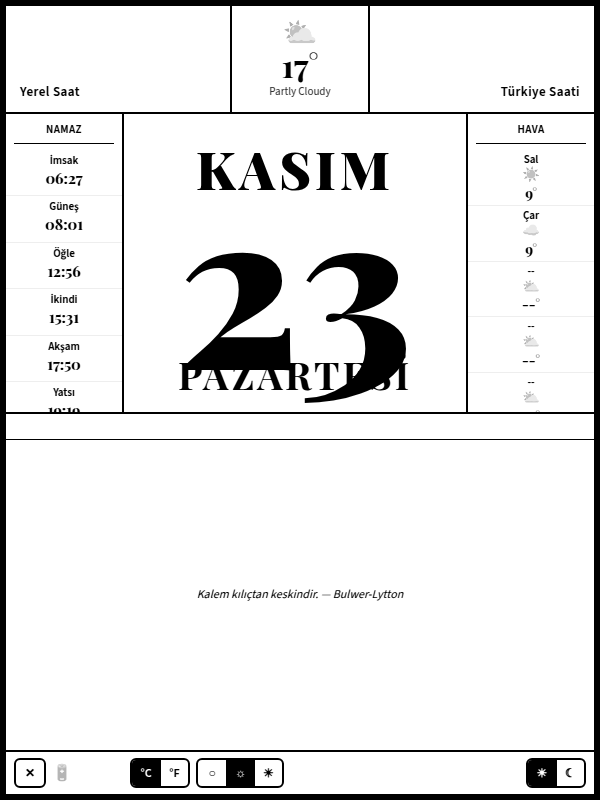 17°
Partly Cloudy
Yerel Saat
Türkiye Saati
NAMAZ
İmsak
06:27
Güneş
08:01
Öğle
12:56
İkindi
15:31
Akşam
17:50
Yatsı
KASIM
23
PAZARTESİ
HAVA
Sal
9°
Çar
9°
--
--°
--
--°
--
Kalem kılıçtan keskindir. — Bulwer-Lytton
°C °F